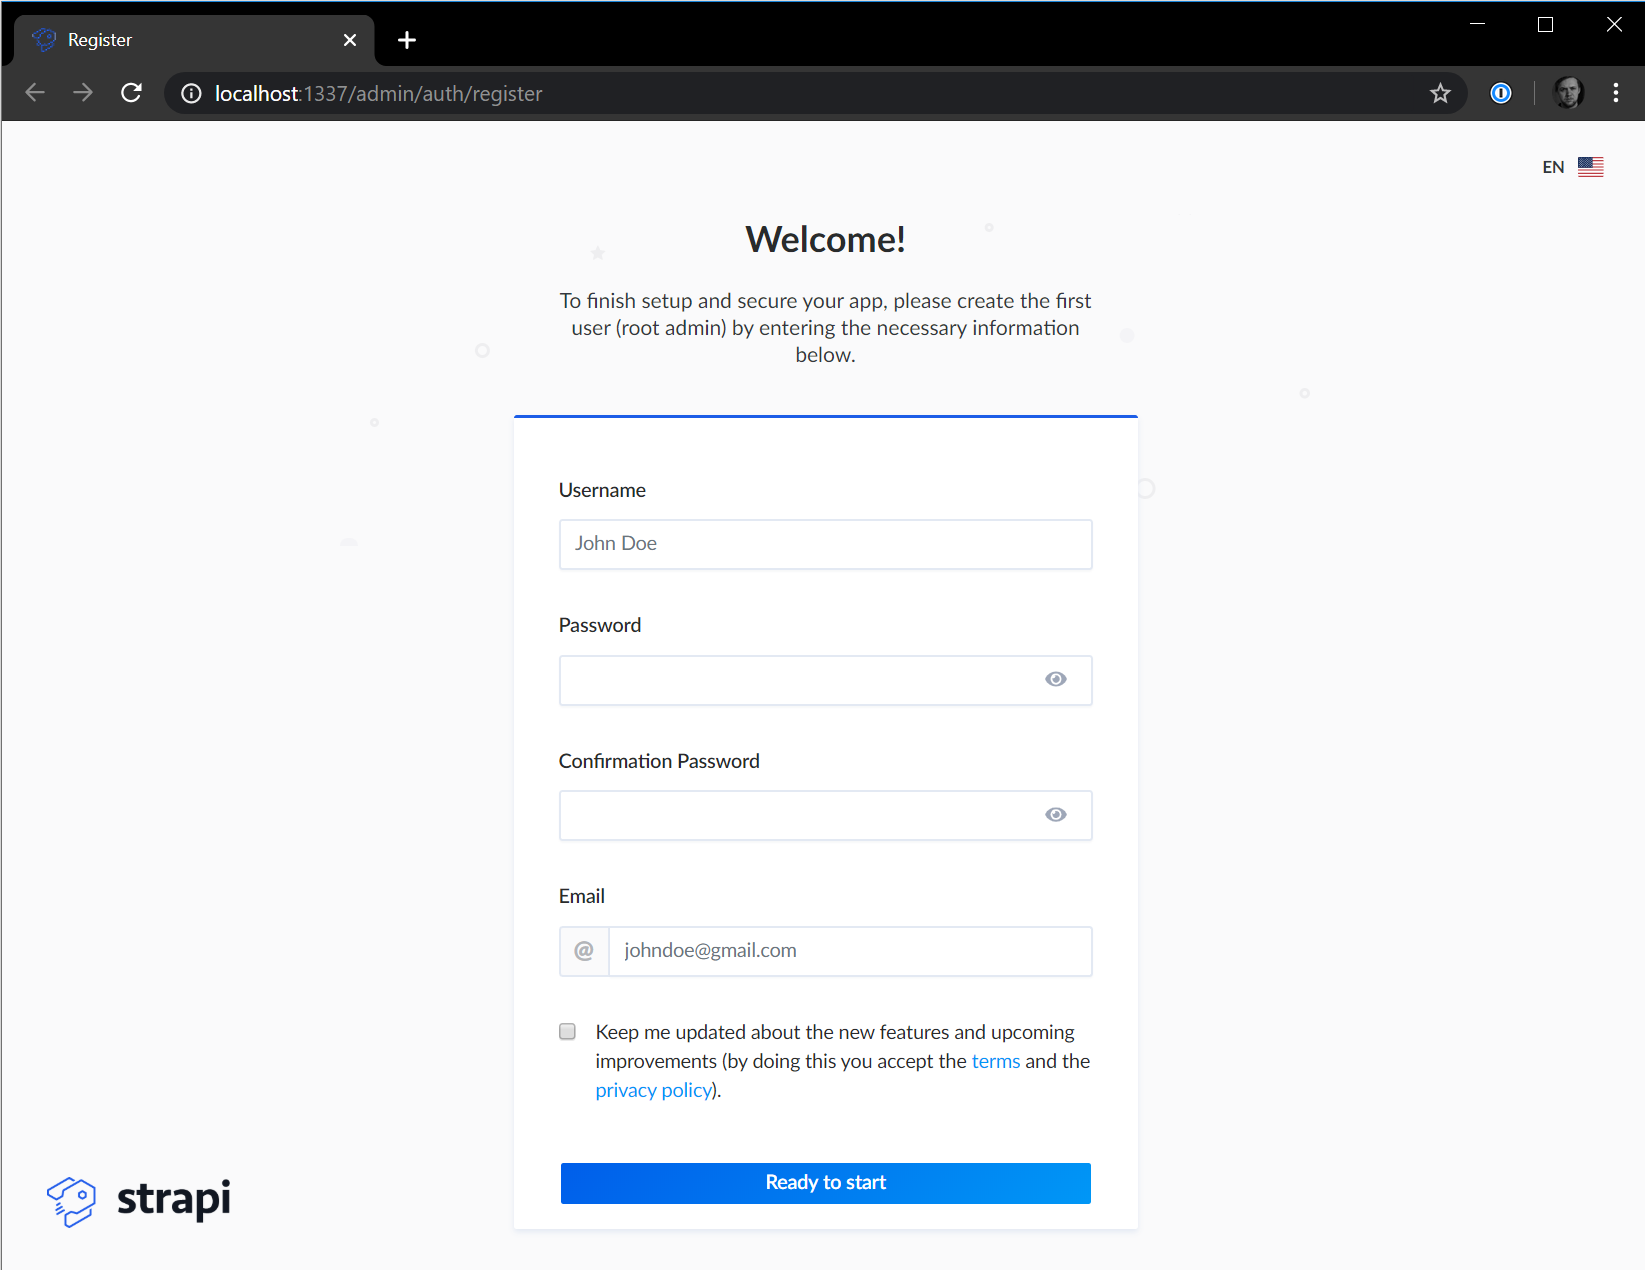 Register
localhost:1337/admin/auth/register
EN
Welcome!
To finish setup and secure your app, please create the first
user (root admin) by entering the necessary information
below.
Username
John Doe
Password
Confirmation Password
Email
@ johndoe@gmail.com
Keep me updated about the new features and upcoming
improvements (by doing this you accept the terms and the
privacy policy).
Ready to start
strapi